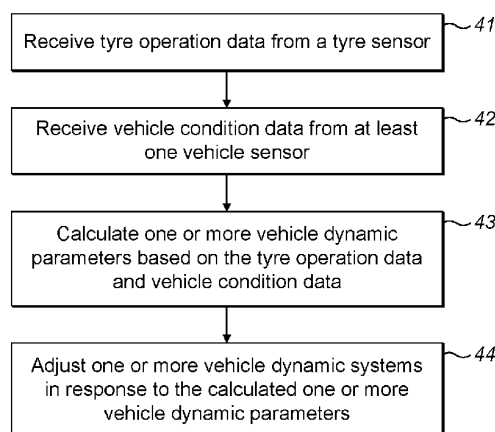 41
Receive tyre operation data from a tyre sensor
42
Receive vehicle condition data from at least
one vehicle sensor
43
Calculate one or more vehicle dynamic
parameters based on the tyre operation data
and vehicle condition data
44
Adjust one or more vehicle dynamic systems
in response to the calculated one or more
vehicle dynamic parameters